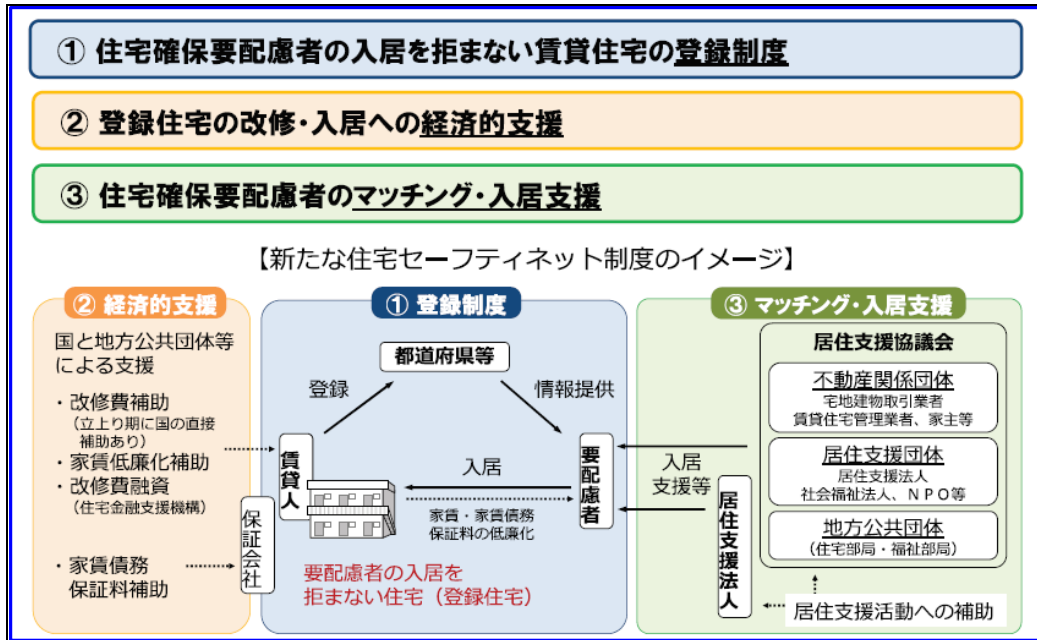 ① 住宅確保要配慮者の入居を拒まない賃貸住宅の登録制度
② 登録住宅の改修・入居への経済的支援
③ 住宅確保要配慮者のマッチング・入居支援
【新たな住宅セーフティネット制度のイメージ】
② 経済的支援
国と地方公共団体等
による支援
・改修費補助
（立上り期に国の直接
補助あり）
・家賃低廉化補助
・改修費融資
（住宅金融支援機構）
・家賃債務
保証料補助
保証会社
① 登録制度
都道府県等
登録
情報提供
賃貸人
入居
要配慮者
家賃・家賃債務
保証料の低廉化
要配慮者の入居を
拒まない住宅（登録住宅）
③ マッチング・入居支援
居住支援協議会
不動産関係団体
宅地建物取引業者
賃貸住宅管理業者、家主等
居住支援団体
居住支援法人
社会福祉法人、ＮＰＯ等
地方公共団体
（住宅部局・福祉部局）
入居
支援等
居住支援法人
居住支援活動への補助